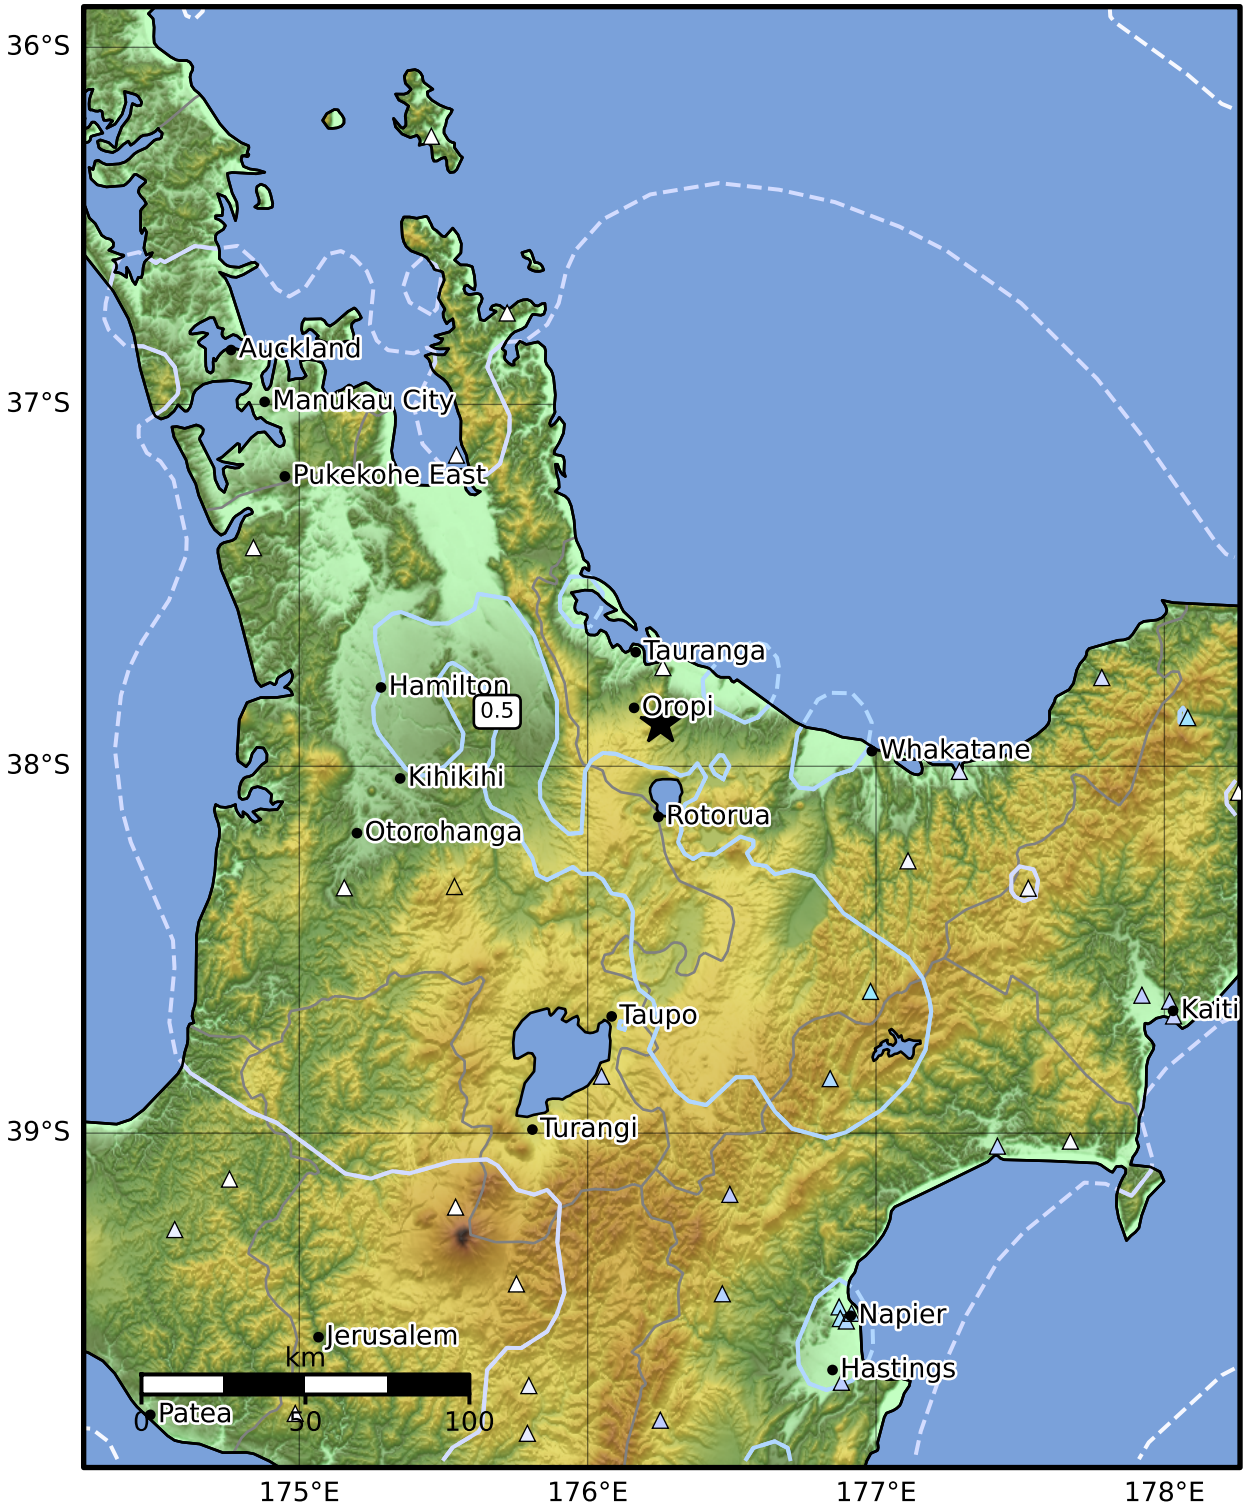 36°S
Auckland
37°S
Manukau City
Pukekohe East
Tauranga
Hamilton
0.5
Oropi
Whakatane
38°S
Kihikihi
Rotorua
Otorohanga
Taupo
Kaiti
39°S
Turangi
Napier
Jerusalem
km
Hastings
Patea
0 50 100
175°E 176°E 177°E 178°E